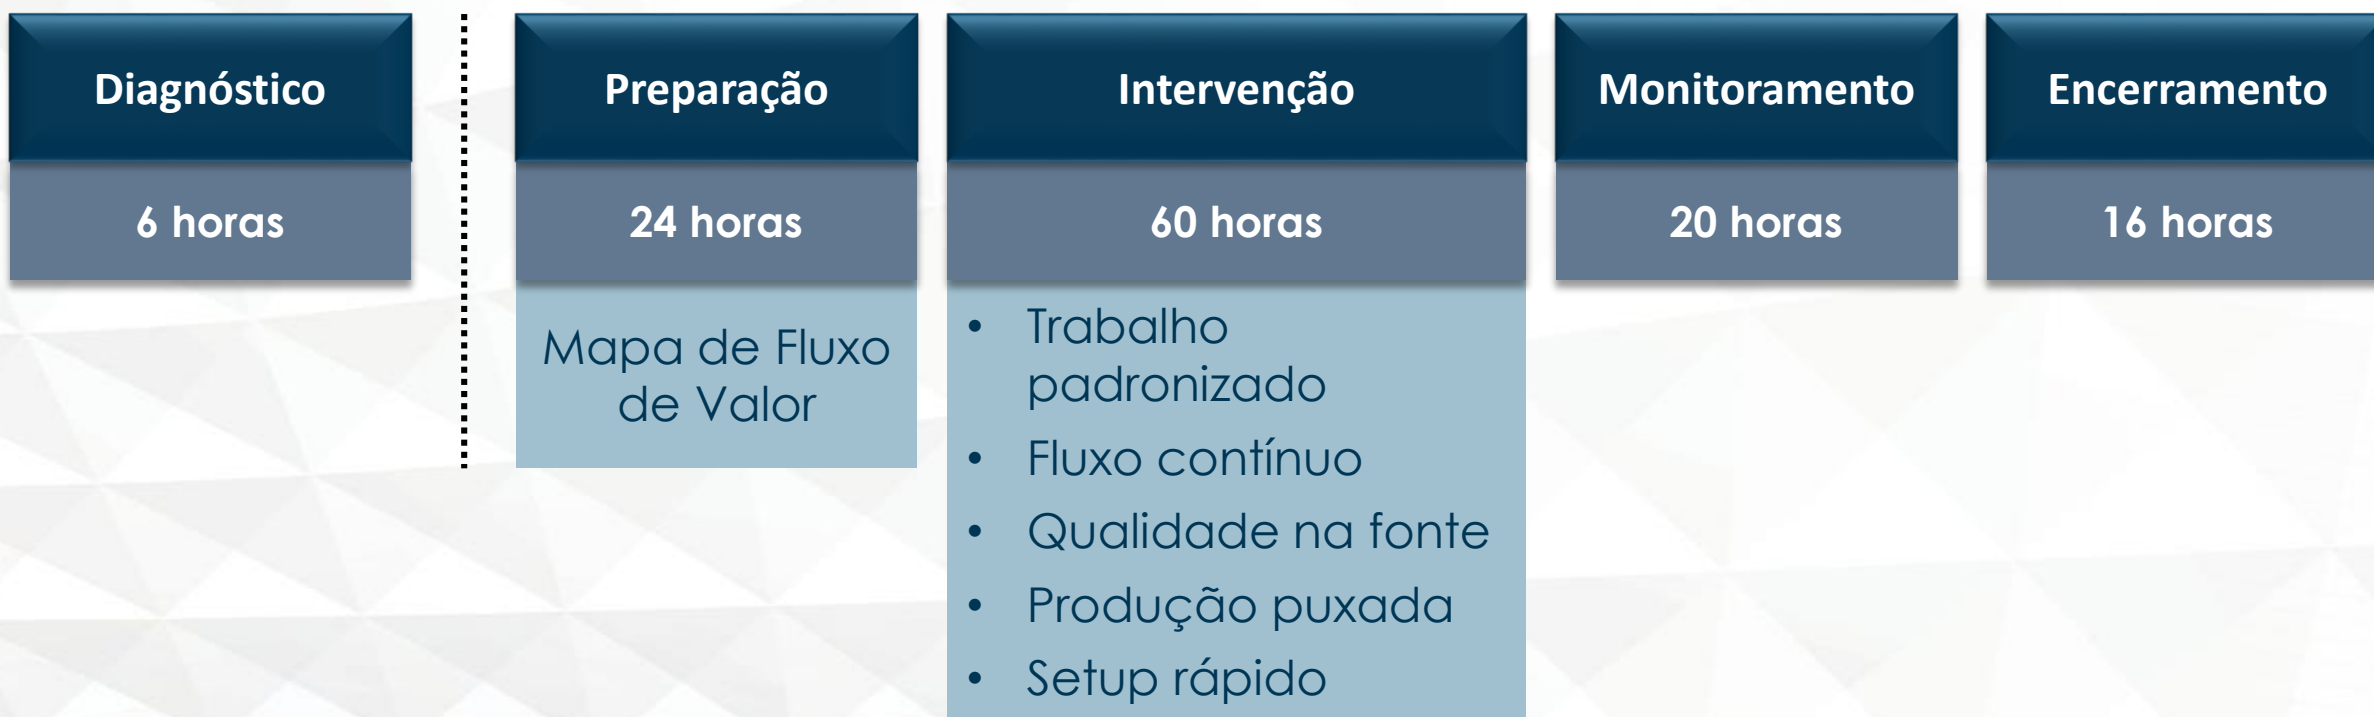 Diagnóstico
6 horas
Preparação
24 horas
Mapa de Fluxo
de Valor
Intervenção
60 horas
• Trabalho
padronizado
• Fluxo contínuo
• Qualidade na fonte
• Produção puxada
• Setup rápido
Monitoramento
20 horas
Encerramento
16 horas